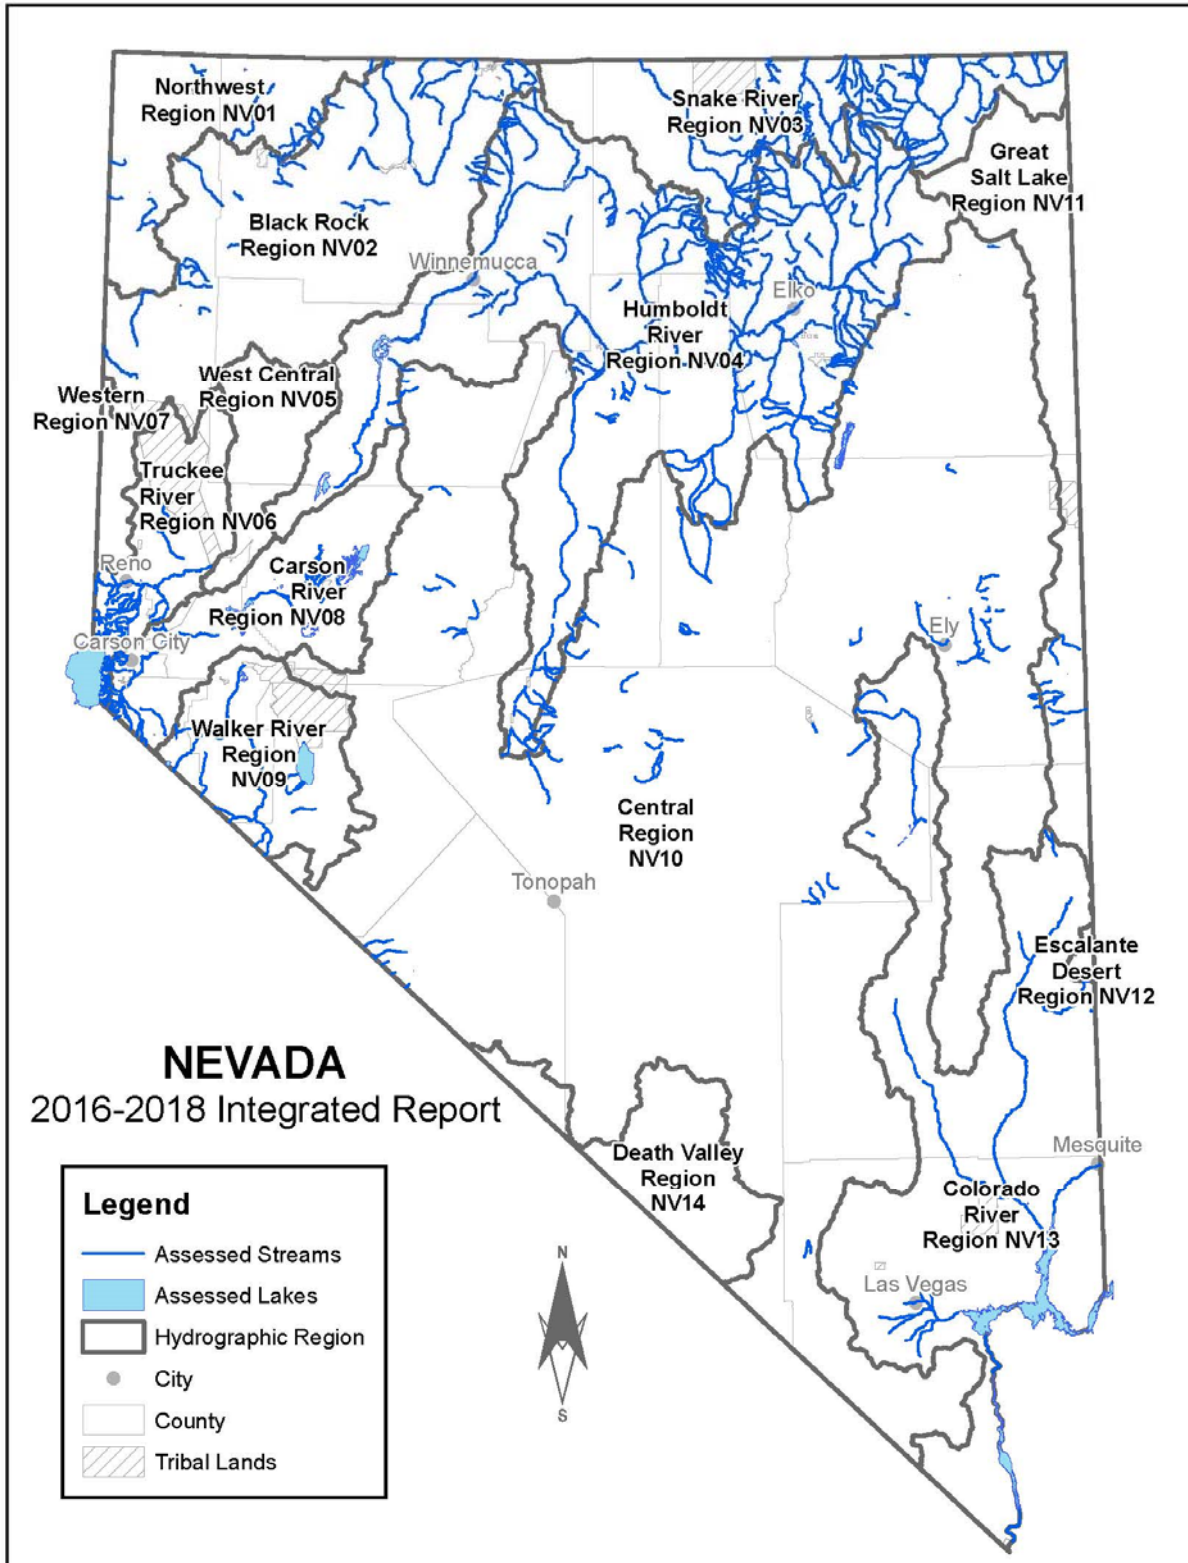 Northwest
Region NV01
Snake River
Region NV03
Great
Salt Lake
Region NV11
Black Rock
Region NV02
Winnemucca
Elko
Humboldt
River
Region NV04
West Central
Region NV05
Western
Region NV07
Truckee
River
Region NV06
Reno
Carson
River
Region NV08
Carson City
Ely
Walker River
Region
NV09
Central
Region
NV10
Tonopah
Escalante
Desert
Region NV12
NEVADA
2016-2018 Integrated Report
Death Valley
Region
NV14
Mesquite
Colorado
River
Region NV13
Las Vegas
Legend
Assessed Streams
Assessed Lakes
Hydrographic Region
City
County
Tribal Lands
N
S